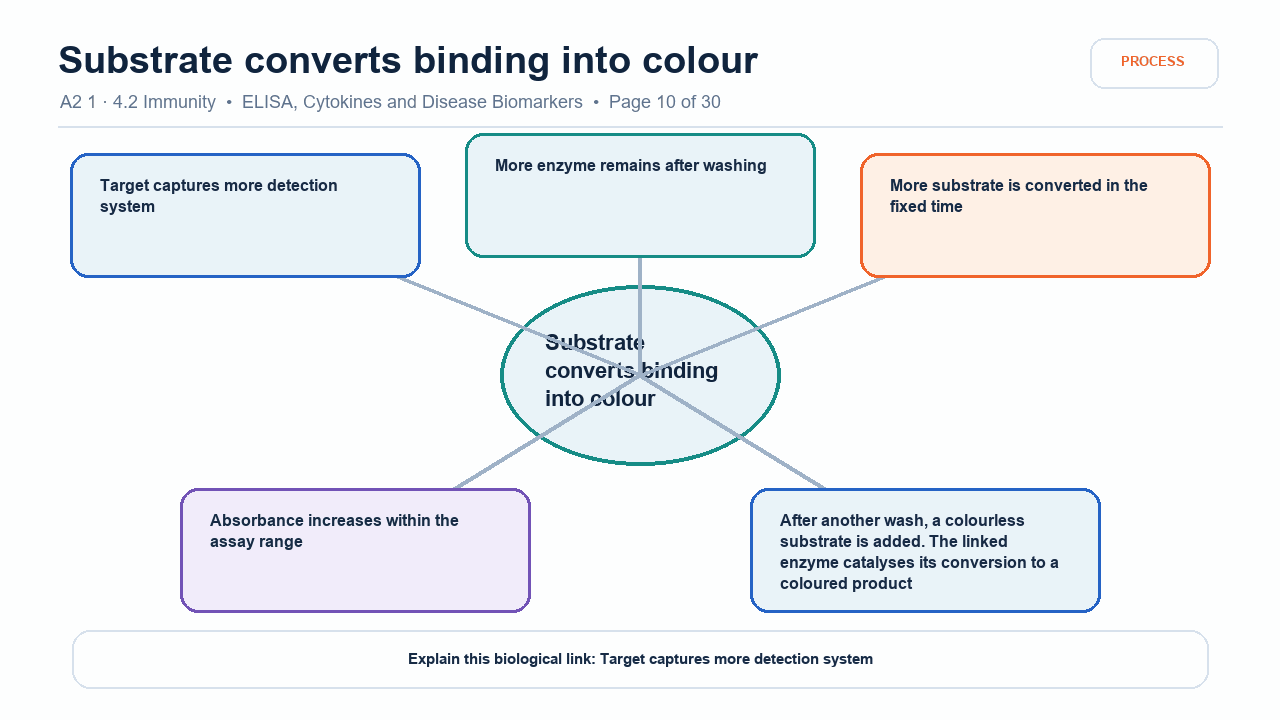 Substrate converts binding into colour
PROCESS
A2 1 · 4.2 Immunity • ELISA, Cytokines and Disease Biomarkers • Page 10 of 30
Target captures more detection
system
More enzyme remains after washing
More substrate is converted in the
fixed time
Substrate
converts binding
into colour
Absorbance increases within the
assay range
After another wash, a colourless
substrate is added. The linked
enzyme catalyses its conversion to a
coloured product
Explain this biological link: Target captures more detection system